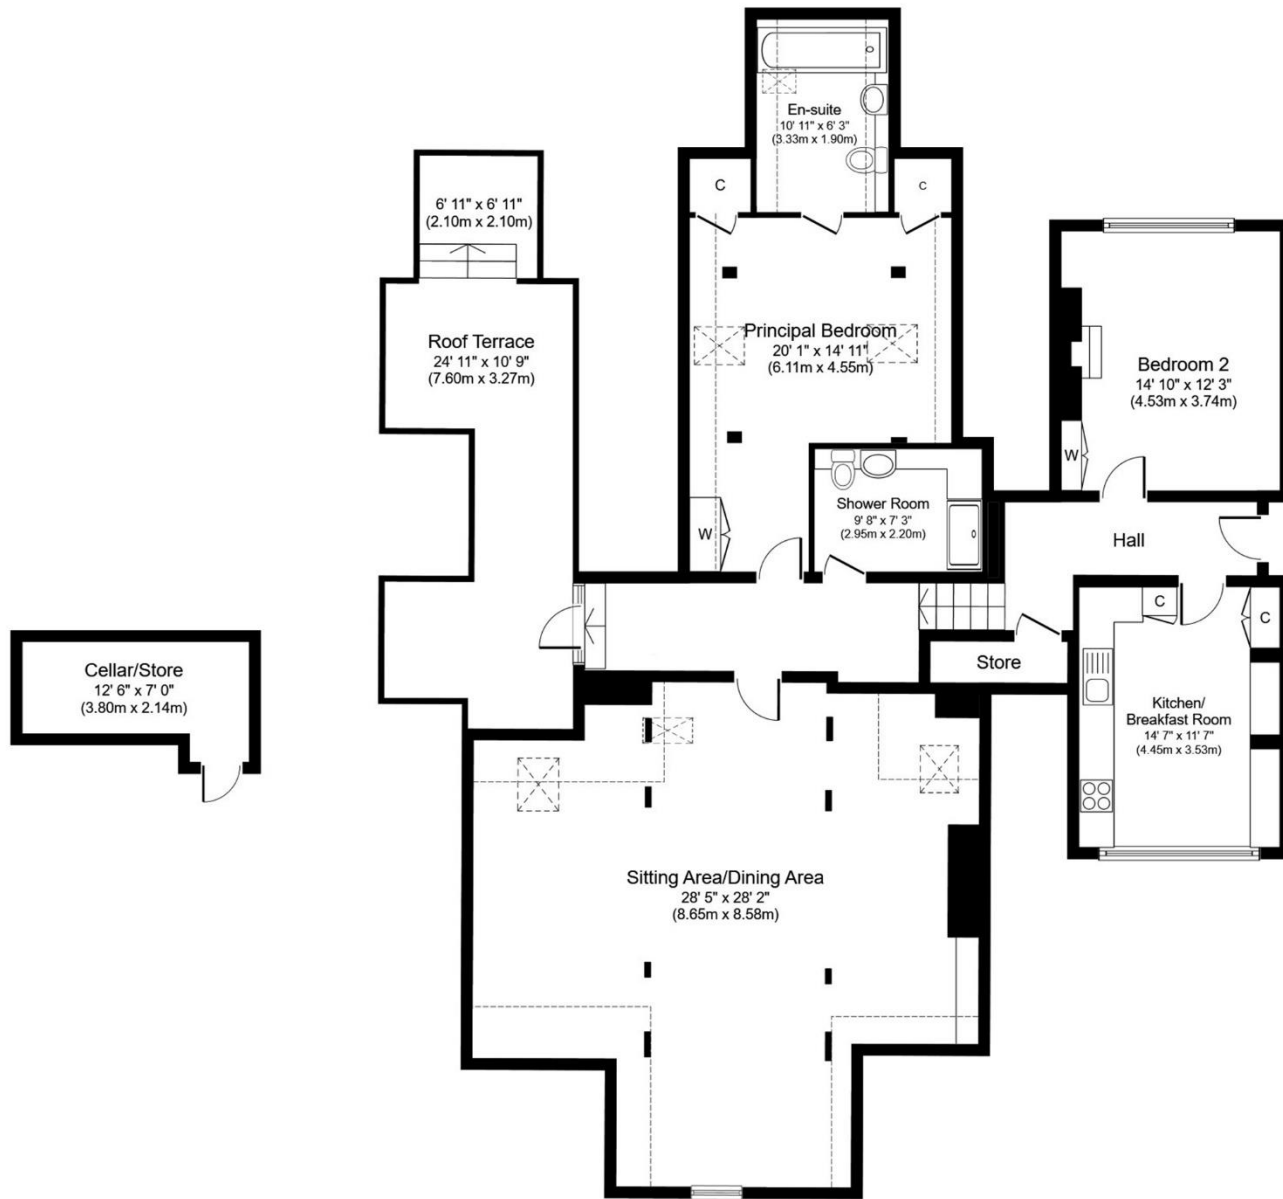 En-suite
10' 11" x 6' 3"
(3.33m x 1.90m)
C
C
6' 11" x 6' 11"
(2.10m x 2.10m)
Roof Terrace
24' 11" x 10' 9"
(7.60m x 3.27m)
Principal Bedroom
20' 1" x 14' 11"
(6.11m x 4.55m)
Bedroom 2
14' 10" x 12' 3"
(4.53m x 3.74m)
W
Shower Room
9' 8" x 7' 3"
(2.95m x 2.20m)
W
Hall
C
C
Store
Cellar/Store
12' 6" x 7' 0"
(3.80m x 2.14m)
Kitchen/
Breakfast Room
14' 7" x 11' 7"
(4.45m x 3.53m)
Sitting Area/Dining Area
28' 5" x 28' 2"
(8.65m x 8.58m)